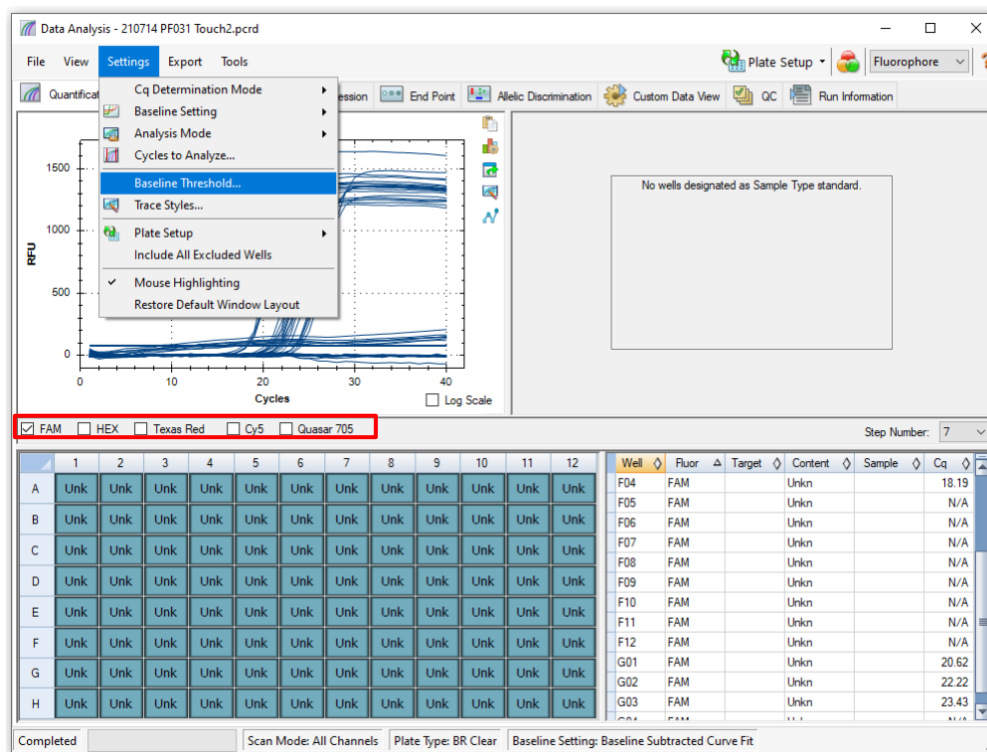 Data Analysis - 210714 PF031 Touch2.pcrd
File View Settings Export Tools Plate Setup Fluorophore
Quantificat ession End Point Allelic Discrimination Custom Data View QC Run Information
Cq Determination Mode
Baseline Setting
Analysis Mode
Cycles to Analyze...
Baseline Threshold...
Trace Styles...
Plate Setup
Include All Excluded Wells
✓ Mouse Highlighting
Restore Default Window Layout
1500
1000
500
0
RFU
0 10 20 30 40
Cycles
Log Scale
No wells designated as Sample Type standard.
FAM HEX Texas Red Cy5 Quasar 705
Step Number: 7
1 2 3 4 5 6 7 8 9 10 11 12
A Unk Unk Unk Unk Unk Unk Unk Unk Unk Unk Unk Unk
B Unk Unk Unk Unk Unk Unk Unk Unk Unk Unk Unk Unk
C Unk Unk Unk Unk Unk Unk Unk Unk Unk Unk Unk Unk
D Unk Unk Unk Unk Unk Unk Unk Unk Unk Unk Unk Unk
E Unk Unk Unk Unk Unk Unk Unk Unk Unk Unk Unk Unk
F Unk Unk Unk Unk Unk Unk Unk Unk Unk Unk Unk Unk
G Unk Unk Unk Unk Unk Unk Unk Unk Unk Unk Unk Unk
H Unk Unk Unk Unk Unk Unk Unk Unk Unk Unk Unk Unk
Well Fluor Target Content Sample Cq
F04 FAM Unkn 18.19
F05 FAM Unkn N/A
F06 FAM Unkn N/A
F07 FAM Unkn N/A
F08 FAM Unkn N/A
F09 FAM Unkn N/A
F10 FAM Unkn N/A
F11 FAM Unkn N/A
F12 FAM Unkn N/A
G01 FAM Unkn 20.62
G02 FAM Unkn 22.22
G03 FAM Unkn 23.43
Completed Scan Mode: All Channels Plate Type: BR Clear Baseline Setting: Baseline Subtracted Curve Fit